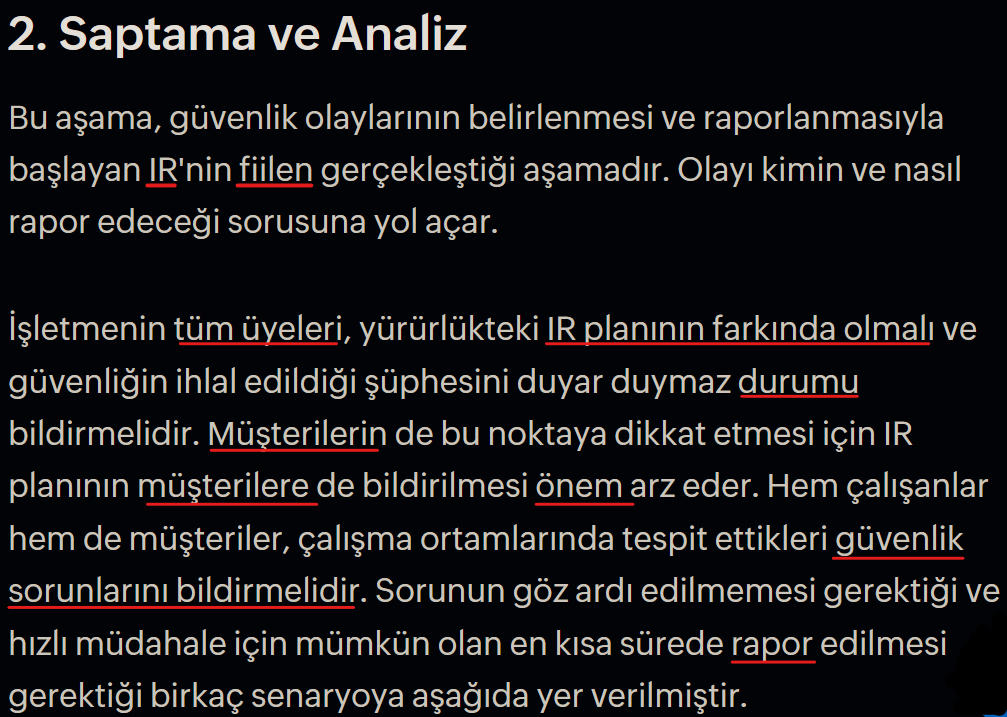 2. Saptama ve Analiz
Bu aşama, güvenlik olaylarının belirlenmesi ve raporlanmasıyla
başlayan IR'nin fiilen gerçekleştiği aşamadır. Olayı kimin ve nasıl
rapor edeceği sorusuna yol açar.
İşletmenin tüm üyeleri, yürürlükteki IR planının farkında olmalı ve
güvenliğin ihlal edildiği şüphesini duyar duymaz durumu
bildirmelidir. Müşterilerin de bu noktaya dikkat etmesi için IR
planının müşterilere de bildirilmesi önem arz eder. Hem çalışanlar
hem de müşteriler, çalışma ortamlarında tespit ettikleri güvenlik
sorunlarını bildirmelidir. Sorunun göz ardı edilmemesi gerektiği ve
hızlı müdahale için mümkün olan en kısa sürede rapor edilmesi
gerektiği birkaç senaryoya aşağıda yer verilmiştir.